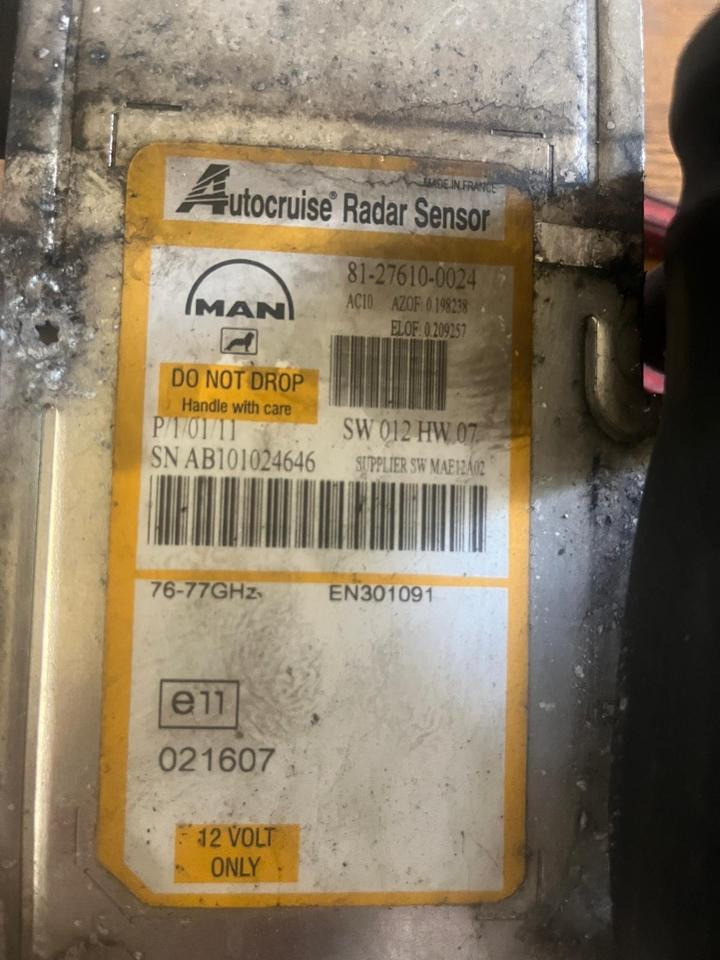 MADE IN FRANCE
Autocruise® Radar Sensor
MAN
81-27610-0024
AC10 AZOF: 0.198238
ELOF: 0.209257
DO NOT DROP
Handle with care
P/1/01/11 SW 012 HW 07
SN AB101024646 SUPPLIER SW MAE12A02
76-77GHz EN301091
e11
021607
12 VOLT
ONLY